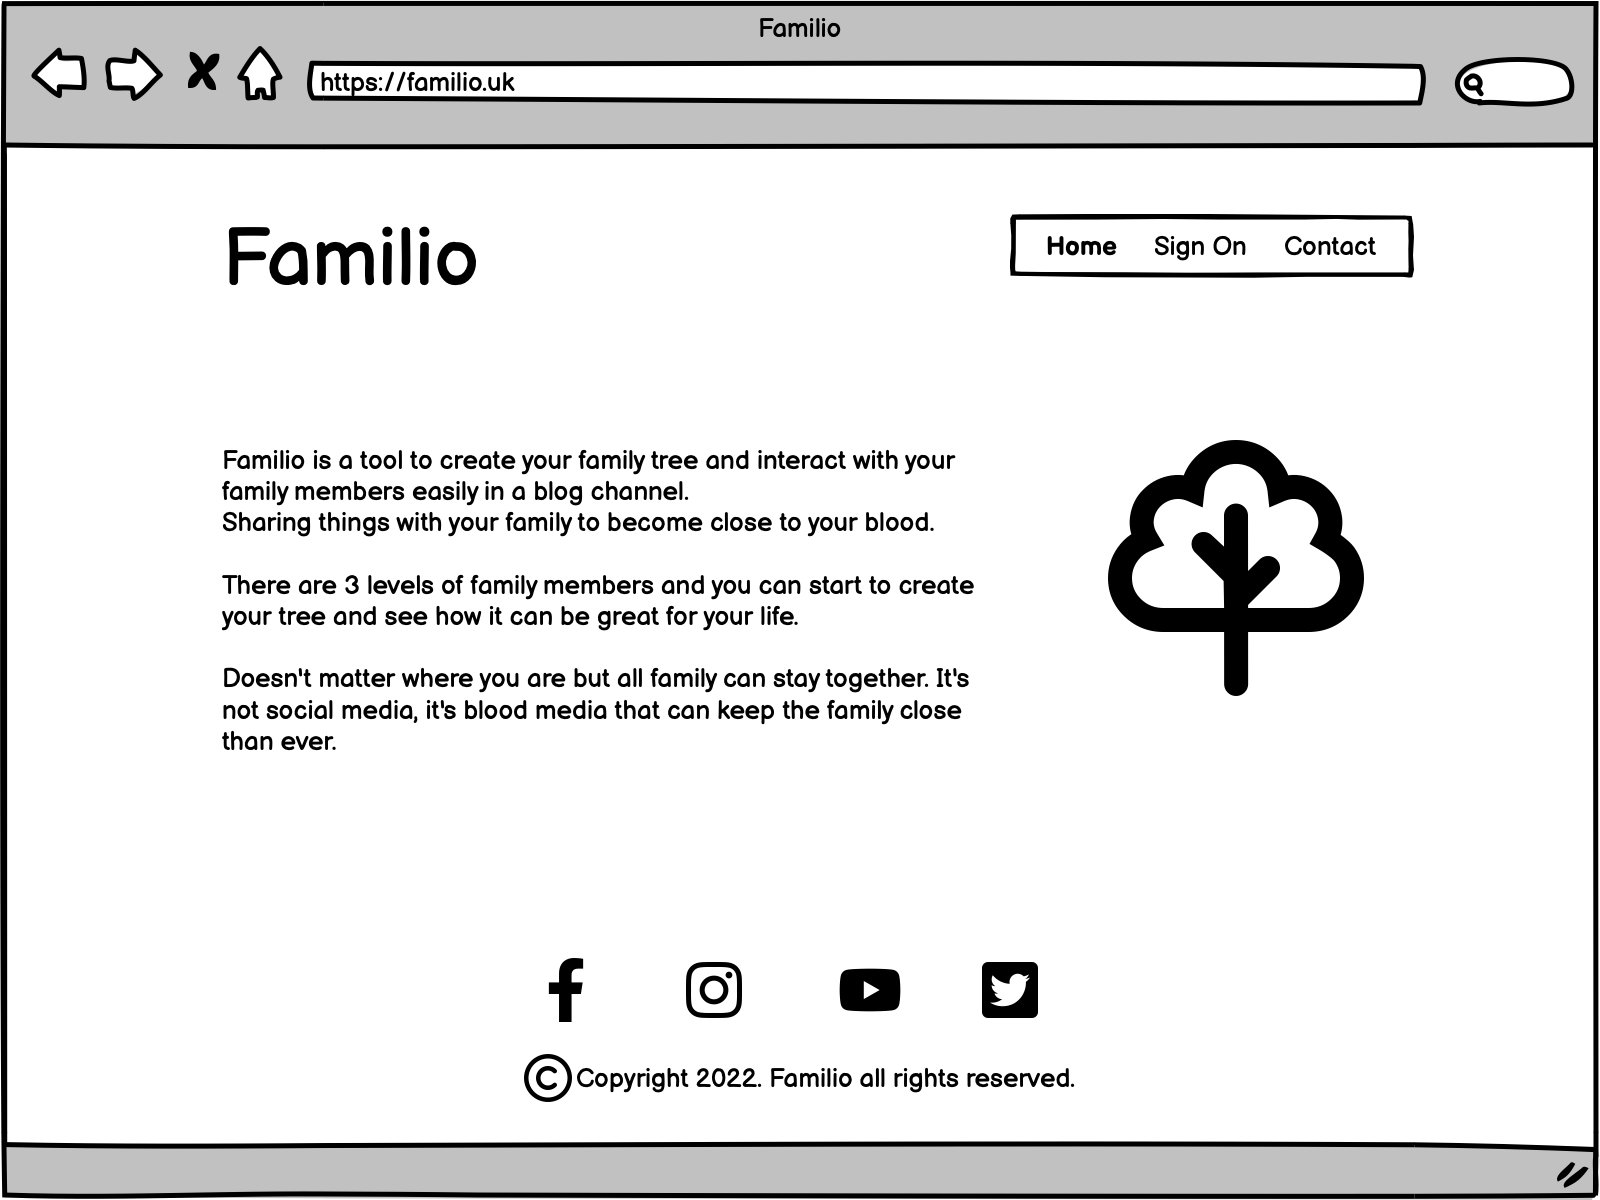 Familio
https://familio.uk
Familio
Home Sign On Contact
Familio is a tool to create your family tree and interact with your
family members easily in a blog channel.
Sharing things with your family to become close to your blood.
There are 3 levels of family members and you can start to create
your tree and see how it can be great for your life.
Doesn't matter where you are but all family can stay together. It's
not social media, it's blood media that can keep the family close
than ever.
© Copyright 2022. Familio all rights reserved.